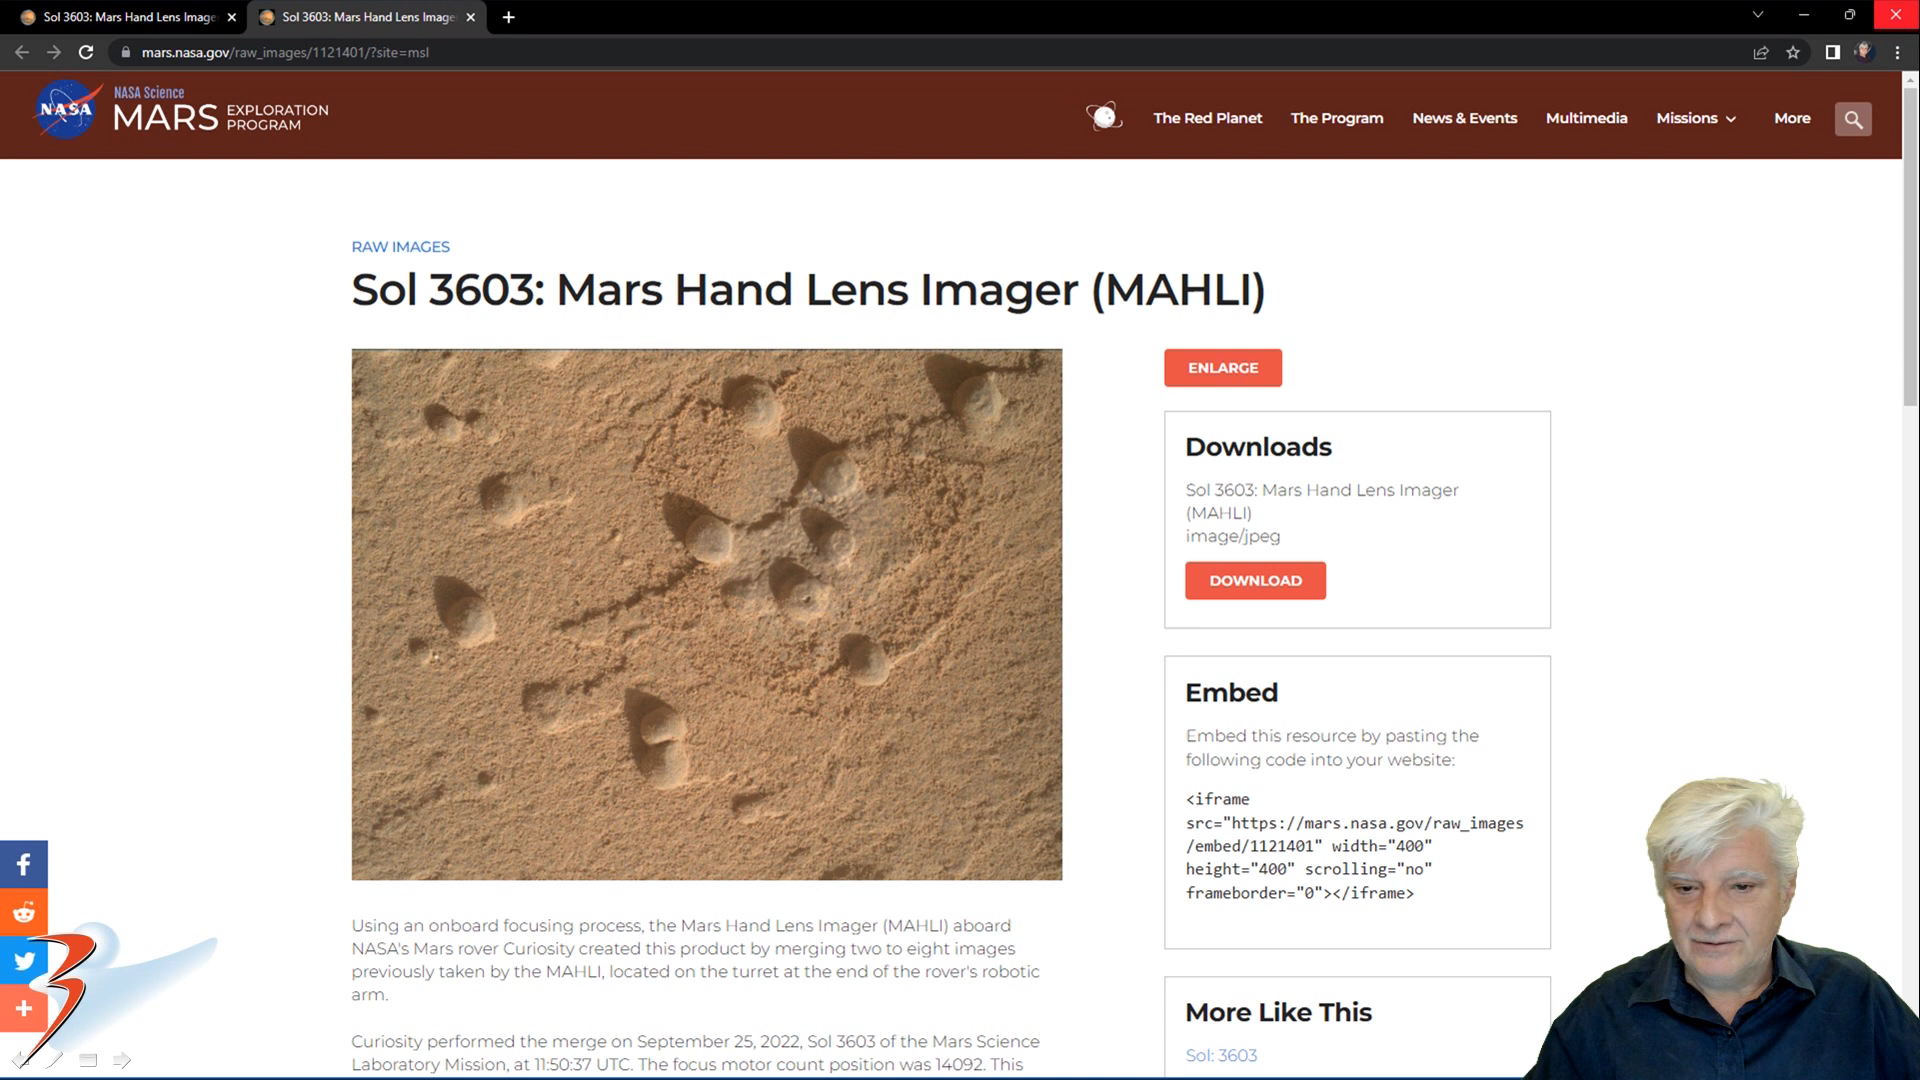 Sol 3603: Mars Hand Lens Image
Sol 3603: Mars Hand Lens Image
mars.nasa.gov/raw_images/1121401/?site=msl
NASA
NASA Science
MARS EXPLORATION PROGRAM
The Red Planet
The Program
News & Events
Multimedia
Missions
More
RAW IMAGES
Sol 3603: Mars Hand Lens Imager (MAHLI)
ENLARGE
Downloads
Sol 3603: Mars Hand Lens Imager
(MAHLI)
image/jpeg
DOWNLOAD
Embed
Embed this resource by pasting the
following code into your website:
<iframe
src="https://mars.nasa.gov/raw_images
/embed/1121401" width="400"
height="400" scrolling="no"
frameborder="0"></iframe>
Using an onboard focusing process, the Mars Hand Lens Imager (MAHLI) aboard
NASA's Mars rover Curiosity created this product by merging two to eight images
previously taken by the MAHLI, located on the turret at the end of the rover's robotic
arm.
Curiosity performed the merge on September 25, 2022, Sol 3603 of the Mars Science
Laboratory Mission, at 11:50:37 UTC. The focus motor count position was 14092. This
More Like This
Sol: 3603